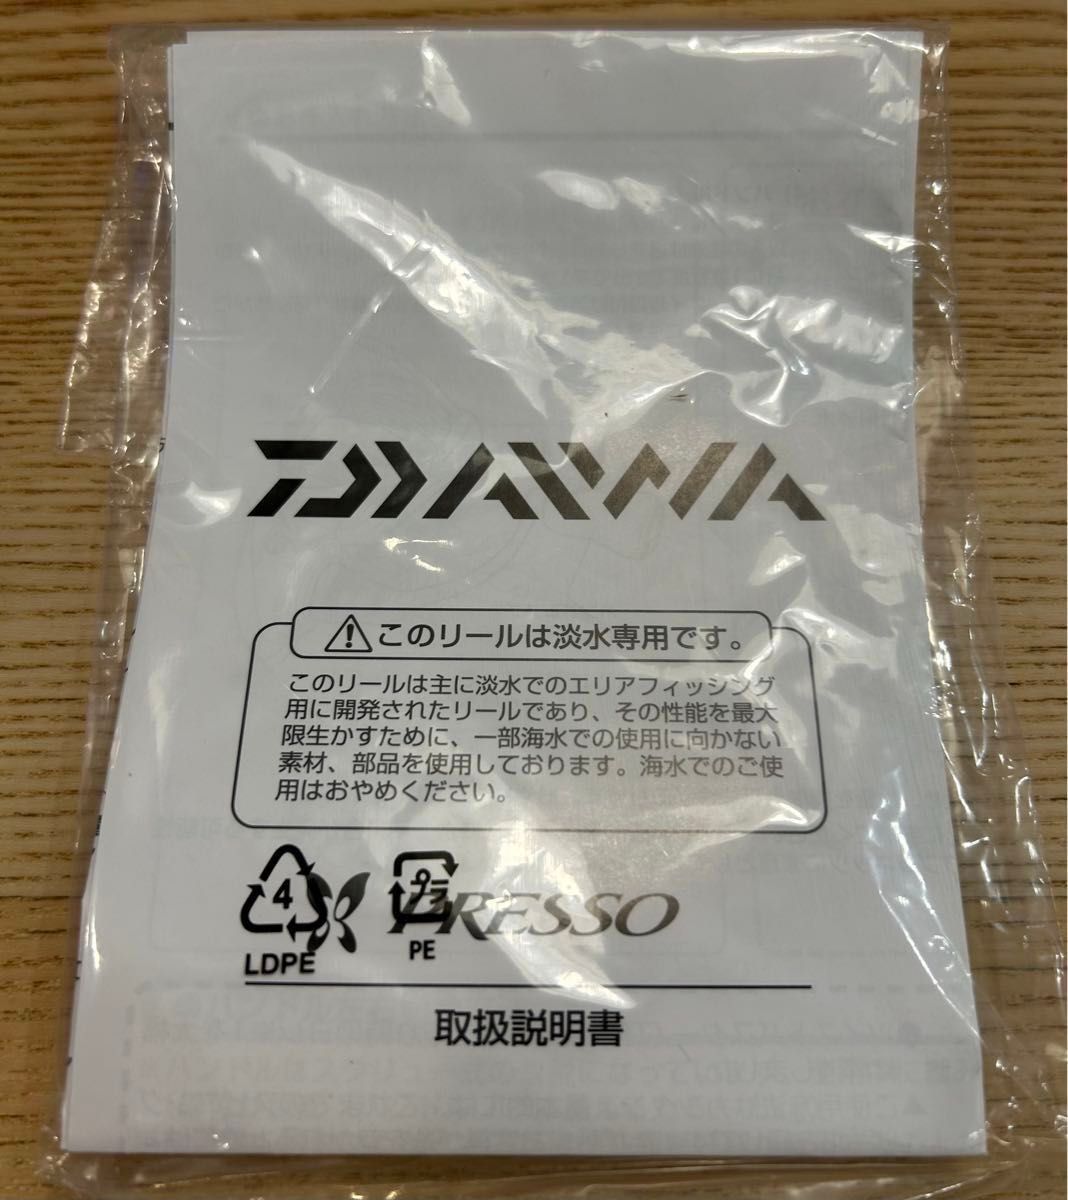 DAIWA
このリールは淡水専用です。
このリールは主に淡水でのエリアフィッシング
用に開発されたリールであり、その性能を最大
限生かすために、一部海水での使用に向かない
素材、部品を使用しております。海水でのご使
用はおやめください。
4
LDPE
プラ
PE
PRESSO
取扱説明書